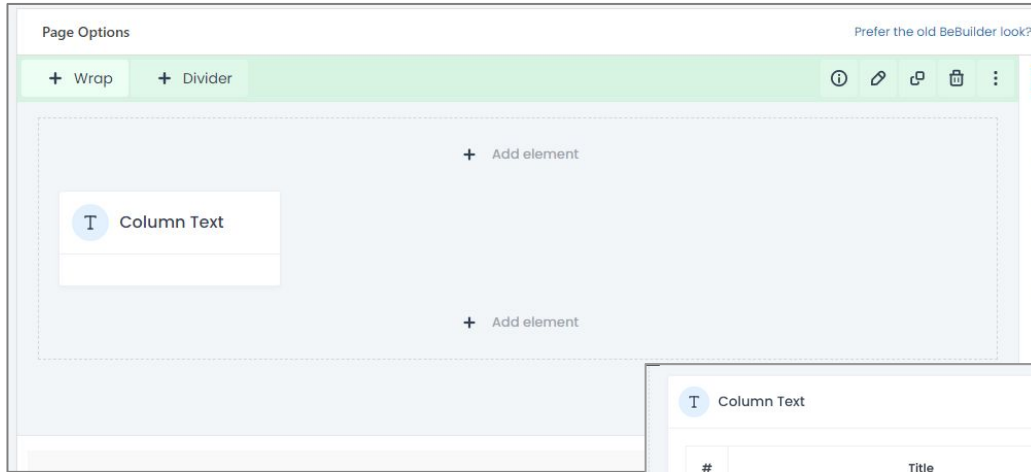 Page Options
Prefer the old BeBuilder look?
+ Wrap
+ Divider
+ Add element
T Column Text
+ Add element
T Column Text
# Title